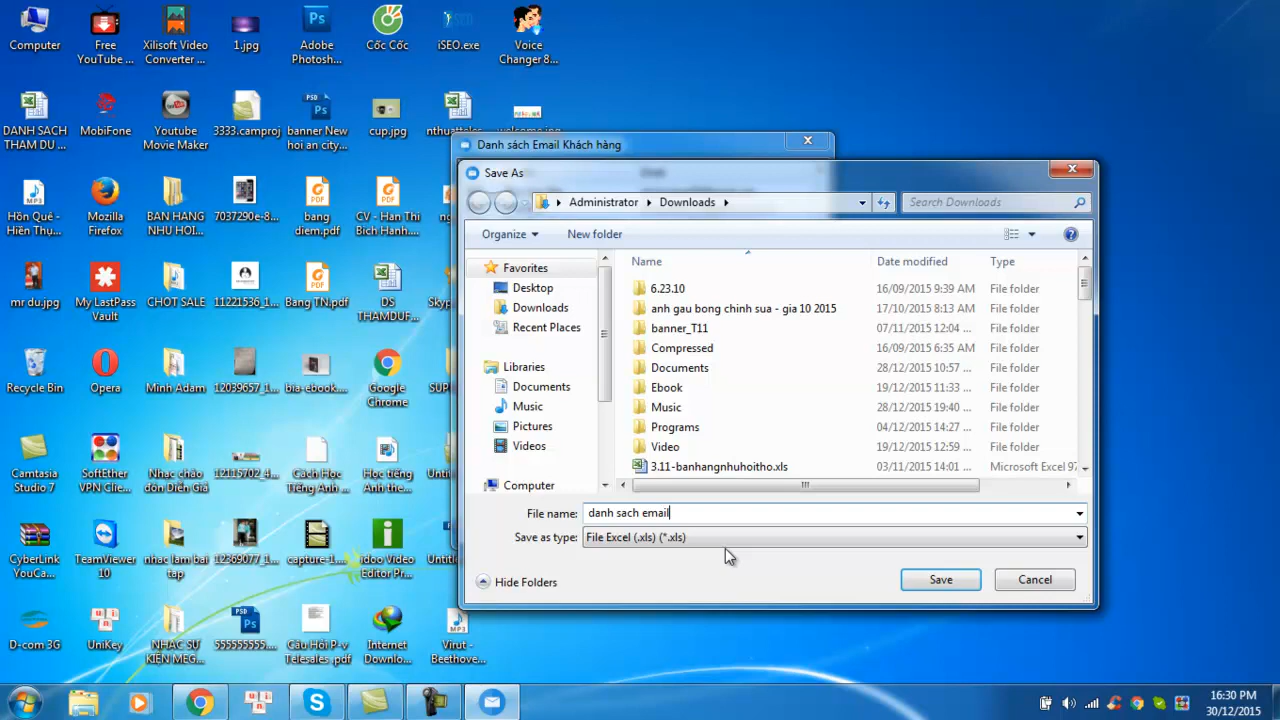 Computer
Free
YouTube ...
Xilisoft Video
Converter ...
1.jpg
Adobe
Photosh...
Cốc Cốc
iSEO.exe
Voice
Changer 8...
DANH SACH
THAM DU ...
MobiFone
Youtube
Movie Maker
3333.camproj
banner New
hoi an city...
cup.jpg
nthuatteles...
Hồn Quê -
Hiền Thụ...
Mozilla
Firefox
BAN HANG
NHU HOI...
7037290e-8...
bang
diem.pdf
CV - Han Thi
Bich Hanh...
mr du.jpg
My LastPass
Vault
CHOT SALE
11221536_1...
Bang TN.pdf
DS
THAMDUF...
Skyp
Recycle Bin
Opera
Minh Adam
12039657_1...
bia-ebook....
Google
Chrome
SUP
Camtasia
Studio 7
SoftEther
VPN Clie...
Nhạc chào
đón Diễn Giả
12115702_4...
Cách Học
Tiếng Anh ...
Học tiếng
Anh the...
Unti
CyberLink
YouCa...
TeamViewer
10
nhac lam bai
tap
12369077_1...
capture-1....
idoo Video
Editor Pr...
Untit
D-com 3G
UniKey
NHẠC SỰ
KIỆN MEG...
555555555...
Câu Hỏi P-v
Telesales .pdf
Internet
Downlo...
Virut -
Beethove...
Danh sách Email Khách hàng
Save As
Administrator
Downloads
Search Downloads
Organize
New folder
Favorites
Desktop
Downloads
Recent Places
Libraries
Documents
Music
Pictures
Videos
Computer
Name Date modified Type
6.23.10 16/09/2015 9:39 AM File folder
anh gau bong chinh sua - gia 10 2015 17/10/2015 8:13 AM File folder
banner_T11 07/11/2015 12:04 ... File folder
Compressed 16/09/2015 6:35 AM File folder
Documents 28/12/2015 10:57 ... File folder
Ebook 19/12/2015 11:33 ... File folder
Music 28/12/2015 19:40 ... File folder
Programs 04/12/2015 14:27 ... File folder
Video 19/12/2015 12:59 ... File folder
3.11-banhangnhuhoitho.xls 03/11/2015 14:01 ... Microsoft Excel 97
File name: danh sach email
Save as type: File Excel (.xls) (*.xls)
Hide Folders
Save
Cancel
16:30 PM
30/12/2015